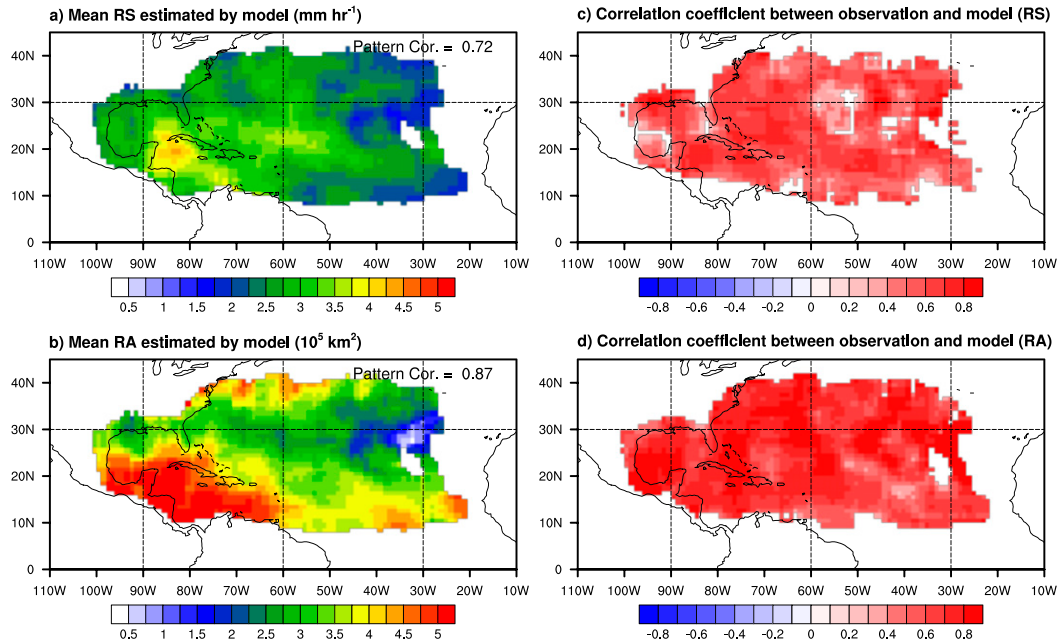 a) Mean RS estimated by model (mm hr⁻¹)
Pattern Cor. = 0.72
40N
30N
20N
10N
0
110W 100W 90W 80W 70W 60W 50W 40W 30W 20W 10W
0.5 1 1.5 2 2.5 3 3.5 4 4.5 5
c) Correlation coefficient between observation and model (RS)
40N
30N
20N
10N
0
110W 100W 90W 80W 70W 60W 50W 40W 30W 20W 10W
-0.8 -0.6 -0.4 -0.2 0 0.2 0.4 0.6 0.8
b) Mean RA estimated by model (10⁵ km²)
Pattern Cor. = 0.87
40N
30N
20N
10N
0
110W 100W 90W 80W 70W 60W 50W 40W 30W 20W 10W
0.5 1 1.5 2 2.5 3 3.5 4 4.5 5
d) Correlation coefficient between observation and model (RA)
40N
30N
20N
10N
0
110W 100W 90W 80W 70W 60W 50W 40W 30W 20W 10W
-0.8 -0.6 -0.4 -0.2 0 0.2 0.4 0.6 0.8